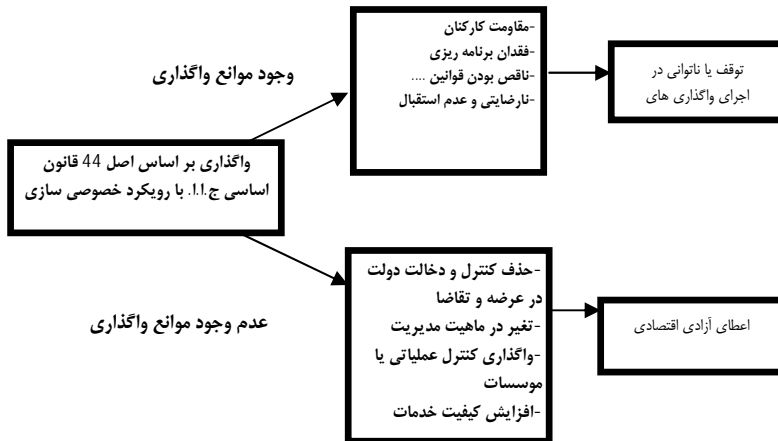 -مقاومت کارکنان
-فقدان برنامه ریزی
-ناقص بودن قوانین ....
-نارضایتی و عدم استقبال
وجود موانع واگذاری
توقف یا ناتوانی در
اجرای واگذاری های
واگذاری بر اساس اصل 44 قانون
اساسی ج.ا.ا. با رویکرد خصوصی سازی
-حذف کنترل و دخالت دولت
در عرضه و تقاضا
-تغیر در ماهیت مدیریت
-واگذاری کنترل عملیاتی یا
موسسات
-افزایش کیفیت خدمات
عدم وجود موانع واگذاری
اعطای آزادی اقتصادی